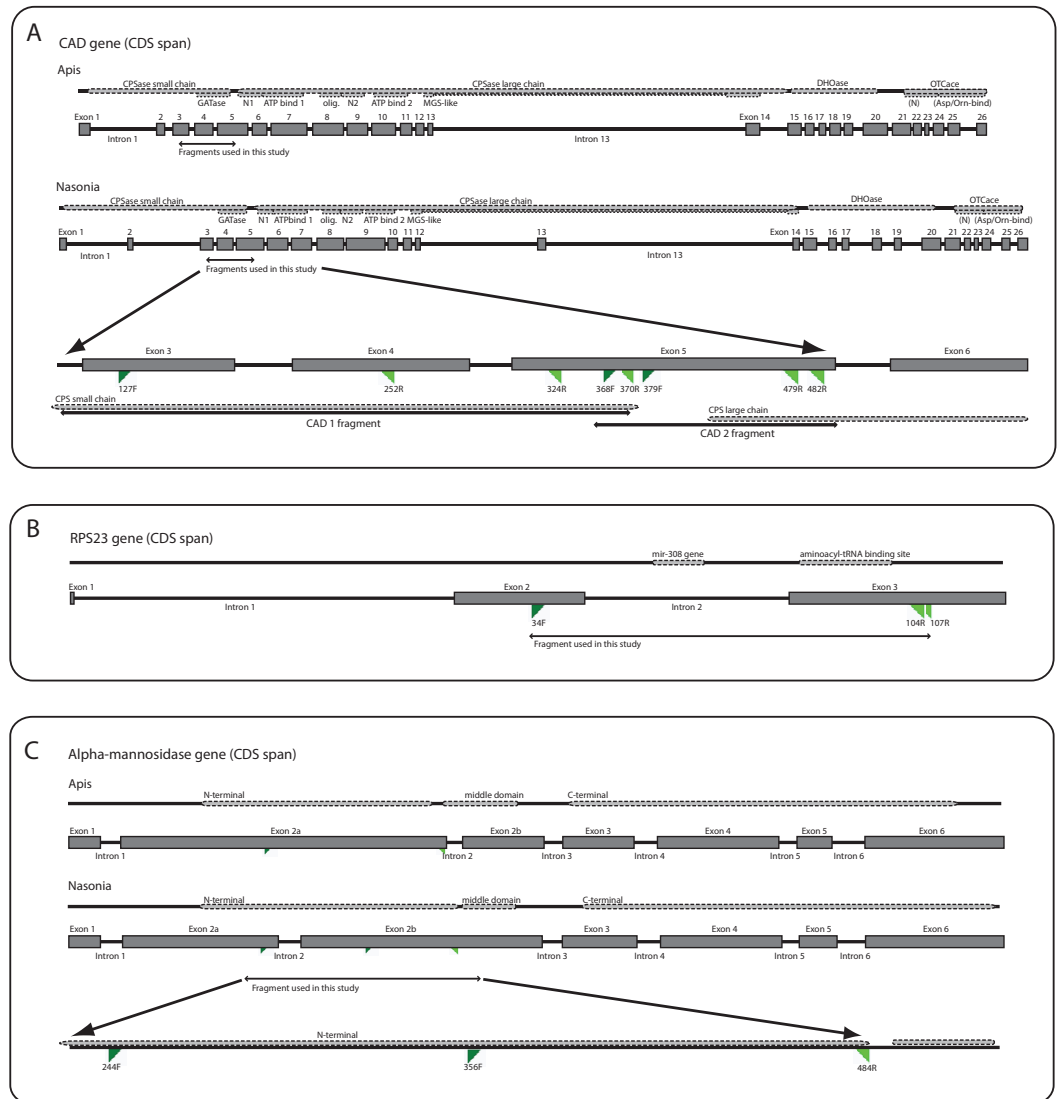 A
CAD gene (CDS span)
Apis
CPSase small chain CPSase large chain DHOase OTCace
GATase N1 ATP bind 1 olig. N2 ATP bind 2 MGS-like (N) (Asp/Orn-bind)
Exon 1 2 3 4 5 6 7 8 9 10 11 12 13 Exon 14 15 16 17 18 19 20 21 22 23 24 25 26
Intron 1 Intron 13
Fragments used in this study
Nasonia
CPSase small chain CPSase large chain DHOase OTCace
GATase N1 ATPbind 1 olig. N2 ATP bind 2 MGS-like (N) (Asp/Orn-bind)
Exon 1 2 3 4 5 6 7 8 9 10 11 12 13 Exon 14 15 16 17 18 19 20 21 22 23 24 25 26
Intron 1 Intron 13
Fragments used in this study
Exon 3 Exon 4 Exon 5 Exon 6
127F 252R 324R 368F 370R 379F 479R 482R
CPS small chain
CPS large chain
CAD 1 fragment
CAD 2 fragment
B
RPS23 gene (CDS span)
mir-308 gene aminoacyl-tRNA binding site
Exon 1 Exon 2 Exon 3
Intron 1 Intron 2
34F 104R 107R
Fragment used in this study
C
Alpha-mannosidase gene (CDS span)
Apis
N-terminal middle domain C-terminal
Exon 1 Exon 2a Exon 2b Exon 3 Exon 4 Exon 5 Exon 6
Intron 1 Intron 2 Intron 3 Intron 4 Intron 5 Intron 6
Nasonia
N-terminal middle domain C-terminal
Exon 1 Exon 2a Exon 2b Exon 3 Exon 4 Exon 5 Exon 6
Intron 1 Intron 2 Intron 3 Intron 4 Intron 5 Intron 6
Fragment used in this study
N-terminal
244F 356F 484R